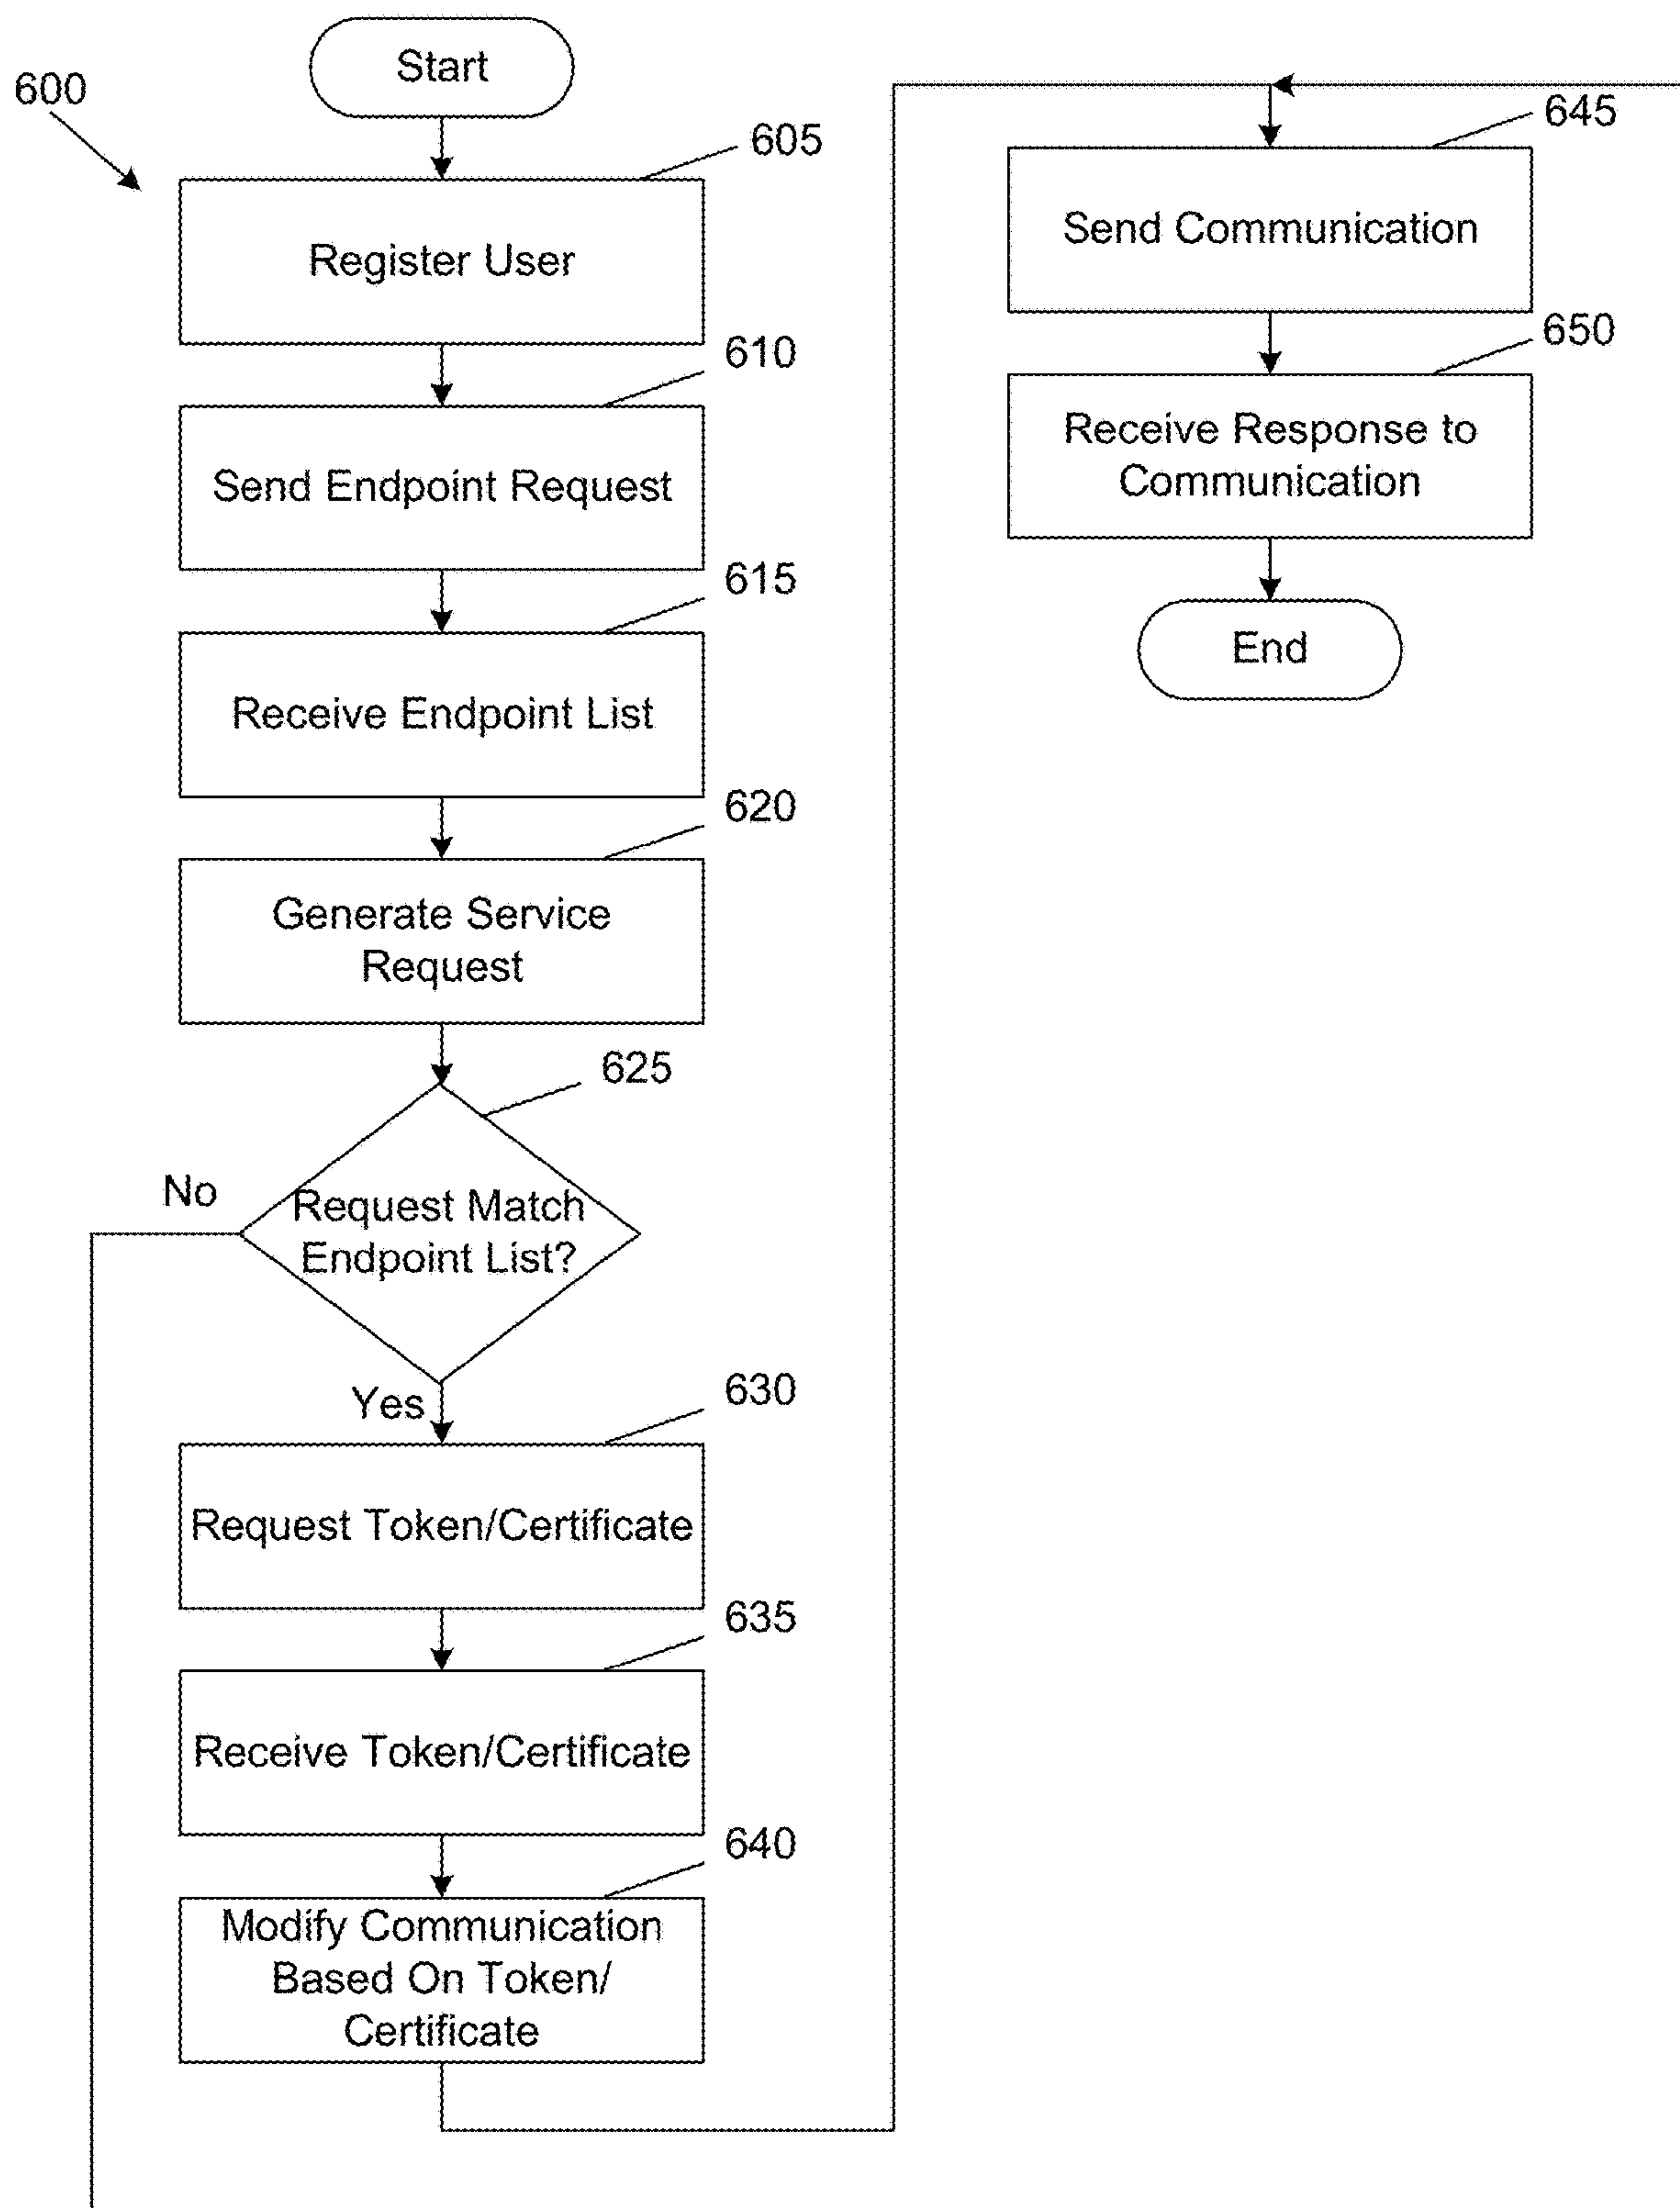 Start
600
605
Register User
610
Send Endpoint Request
615
Receive Endpoint List
620
Generate Service
Request
625
No
Request Match
Endpoint List?
Yes
630
Request Token/Certificate
635
Receive Token/Certificate
640
Modify Communication
Based On Token/
Certificate
645
Send Communication
650
Receive Response to
Communication
End